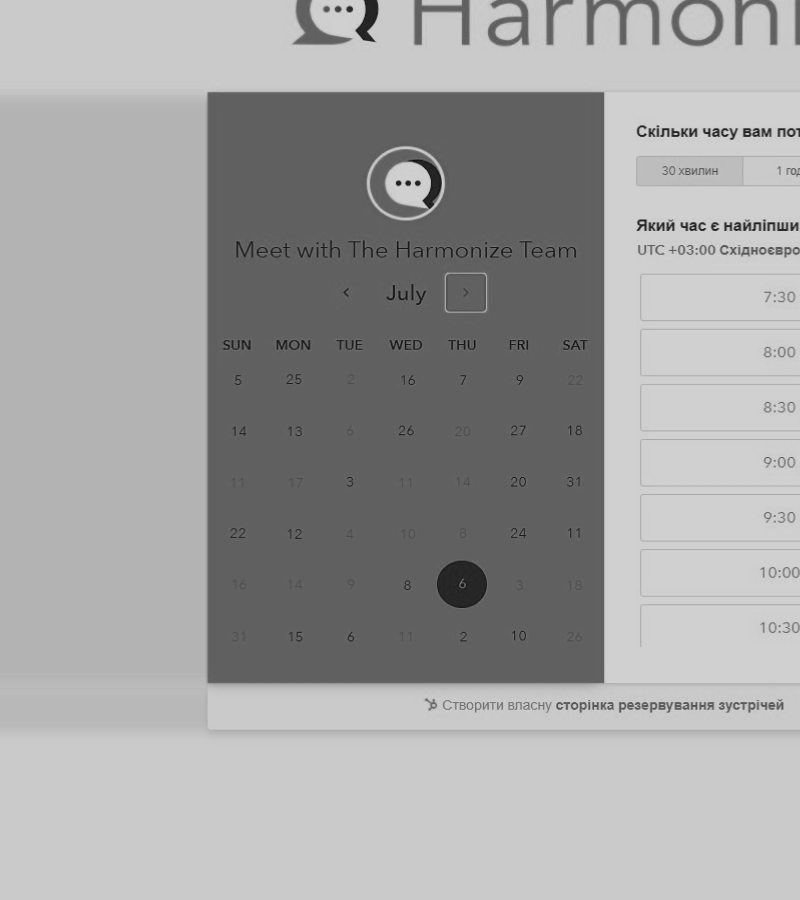 Harmoni
Скільки часу вам пот
30 хвилин 1 год
Meet with The Harmonize Team
Який час є найліпши
UTC +03:00 Східноєвро
July
SUN MON TUE WED THU FRI SAT
5 25 2 16 7 9 22
14 13 6 26 20 27 18
11 17 3 11 14 20 31
22 12 4 10 8 24 11
16 14 9 8 6 3 18
31 15 6 11 2 10 26
7:30
8:00
8:30
9:00
9:30
10:00
10:30
Створити власну сторінка резервування зустрічей